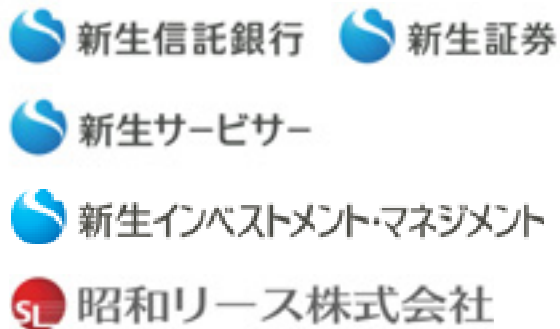 新生信託銀行 新生証券
新生サービサー
新生インベストメント・マネジメント
SL 昭和リース株式会社